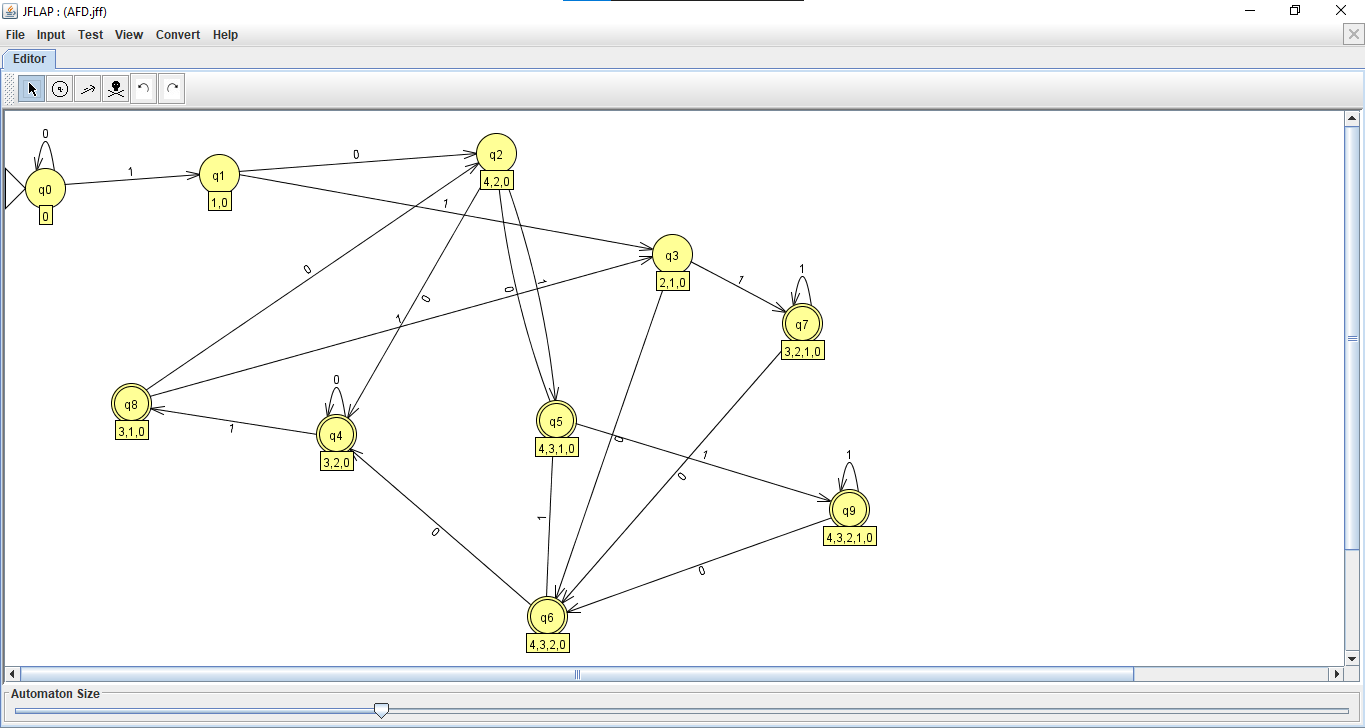 JFLAP : (AFD.jff)
File Input Test View Convert Help
Editor
0
1
0
q0
0
q1
1,0
q2
4,2,0
1
0
q3
2,1,0
1
1
0
1
0
0
1
q7
3,2,1,0
q8
3,1,0
0
q4
3,2,0
1
q5
4,3,1,0
0
1
1
0
q9
4,3,2,1,0
1
0
0
q6
4,3,2,0
Automaton Size